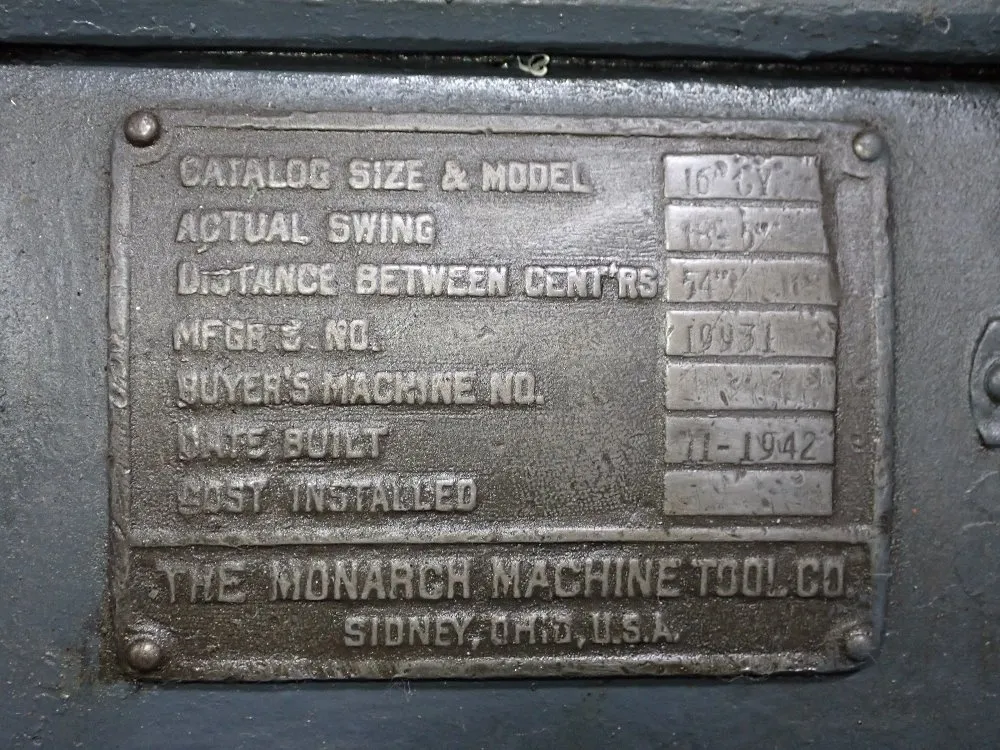 CATALOG SIZE & MODEL 16" CY
ACTUAL SWING
DISTANCE BETWEEN CENT'RS
MFGR'S. NO. 19931
BUYER'S MACHINE NO.
DATE BUILT 11-1942
COST INSTALLED
THE MONARCH MACHINE TOOL CO.
SIDNEY, OHIO, U.S.A.